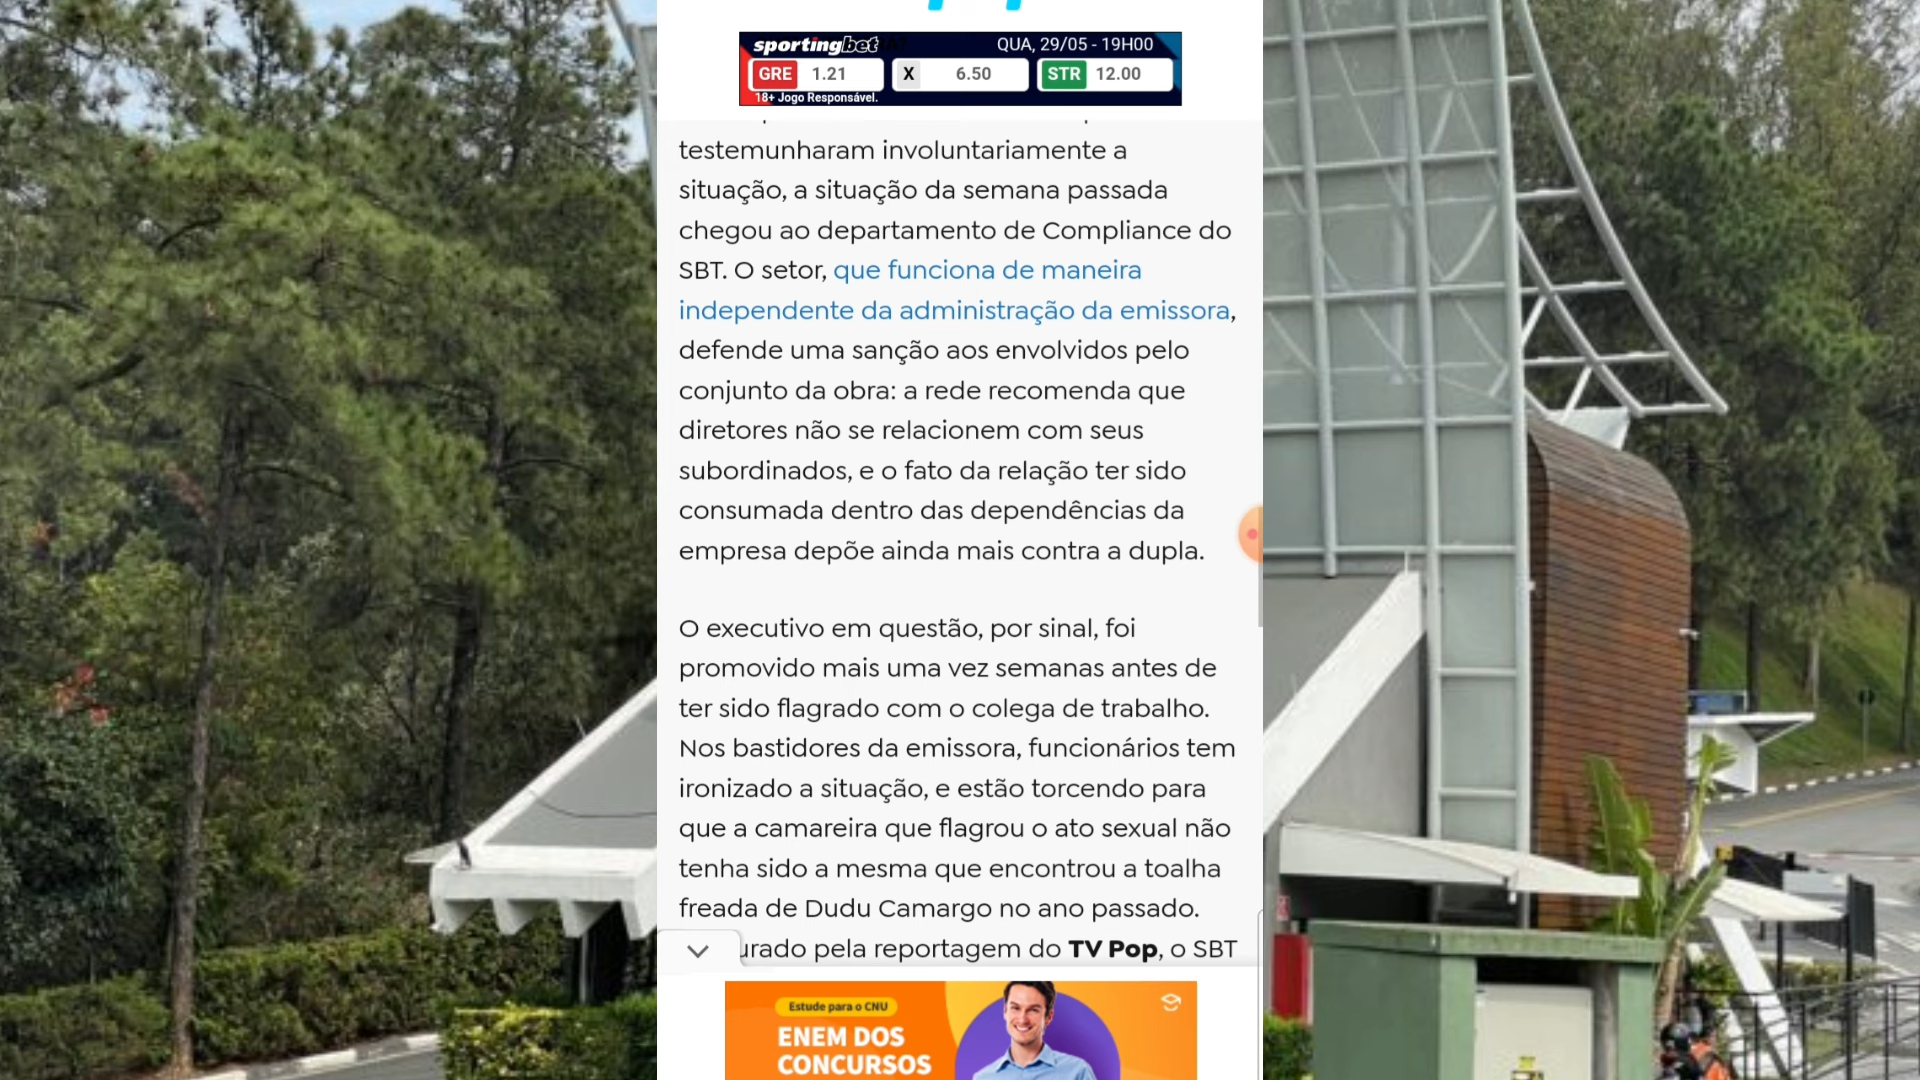 sportingbet
QUA, 29/05 - 19H00
GRE 1.21 X 6.50 STR 12.00
18+ Jogo Responsável.
testemunharam involuntariamente a
situação, a situação da semana passada
chegou ao departamento de Compliance do
SBT. O setor, que funciona de maneira
independente da administração da emissora,
defende uma sanção aos envolvidos pelo
conjunto da obra: a rede recomenda que
diretores não se relacionem com seus
subordinados, e o fato da relação ter sido
consumada dentro das dependências da
empresa depõe ainda mais contra a dupla.
O executivo em questão, por sinal, foi
promovido mais uma vez semanas antes de
ter sido flagrado com o colega de trabalho.
Nos bastidores da emissora, funcionários tem
ironizado a situação, e estão torcendo para
que a camareira que flagrou o ato sexual não
tenha sido a mesma que encontrou a toalha
freada de Dudu Camargo no ano passado.
urado pela reportagem do TV Pop, o SBT
Estude para o CNU
ENEM DOS
CONCURSOS